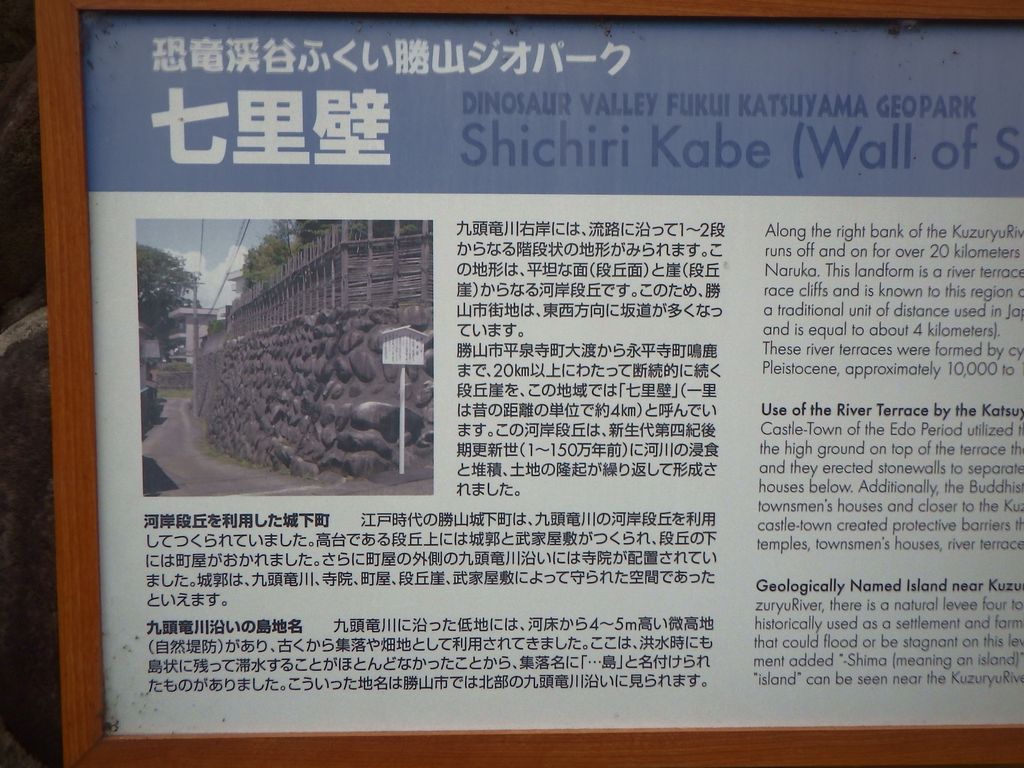 恐竜渓谷ふくい勝山ジオパーク
七里壁
DINOSAUR VALLEY FUKUI KATSUYAMA GEOPARK
Shichiri Kabe (Wall of S
九頭竜川右岸には、流路に沿って1〜2段
からなる階段状の地形がみられます。こ
の地形は、平坦な面(段丘面)と崖(段丘
崖)からなる河岸段丘です。このため、勝
山市街地は、東西方向に坂道が多くなっ
ています。
勝山市平泉寺町大渡から永平寺町鳴鹿
まで、20km以上にわたって断続的に続く
段丘崖を、この地域では「七里壁」(一里
は昔の距離の単位で約4km)と呼んでい
ます。この河岸段丘は、新生代第四紀後
期更新世(1〜150万年前)に河川の浸食
と堆積、土地の隆起が繰り返して形成さ
れました。
河岸段丘を利用した城下町　江戸時代の勝山城下町は、九頭竜川の河岸段丘を利用
してつくられていました。高台である段丘上には城郭と武家屋敷がつくられ、段丘の下
には町屋がおかれました。さらに町屋の外側の九頭竜川沿いには寺院が配置されてい
ました。城郭は、九頭竜川、寺院、町屋、段丘崖、武家屋敷によって守られた空間であった
といえます。
九頭竜川沿いの島地名　九頭竜川に沿った低地には、河床から4〜5m高い微高地
(自然堤防)があり、古くから集落や畑地として利用されてきました。ここは、洪水時にも
島状に残って滞水することがほとんどなかったことから、集落名に「…島」と名付けられ
たものがありました。こういった地名は勝山市では北部の九頭竜川沿いに見られます。
Along the right bank of the KuzuryuRiv
runs off and on for over 20 kilometers
Naruka. This landform is a river terrace
race cliffs and is known to this region
a traditional unit of distance used in Jap
and is equal to about 4 kilometers).
These river terraces were formed by cy
Pleistocene, approximately 10,000 to
Use of the River Terrace by the Katsuy
Castle-Town of the Edo Period utilized
the high ground on top of the terrace
and they erected stonewalls to separate
houses below. Additionally, the Buddhis
townsmen's houses and closer to the Kuz
castle-town created protective barriers
temples, townsmen's houses, river terrace
Geologically Named Island near Kuzu
zuryuRiver, there is a natural levee four to
historically used as a settlement and farm
that could flood or be stagnant on this lev
ment added "-Shima (meaning an island)"
"island" can be seen near the KuzuryuRive